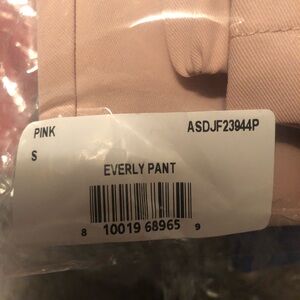 PINK ASDJF23944P
S
EVERLY PANT
8 10019 68965 9